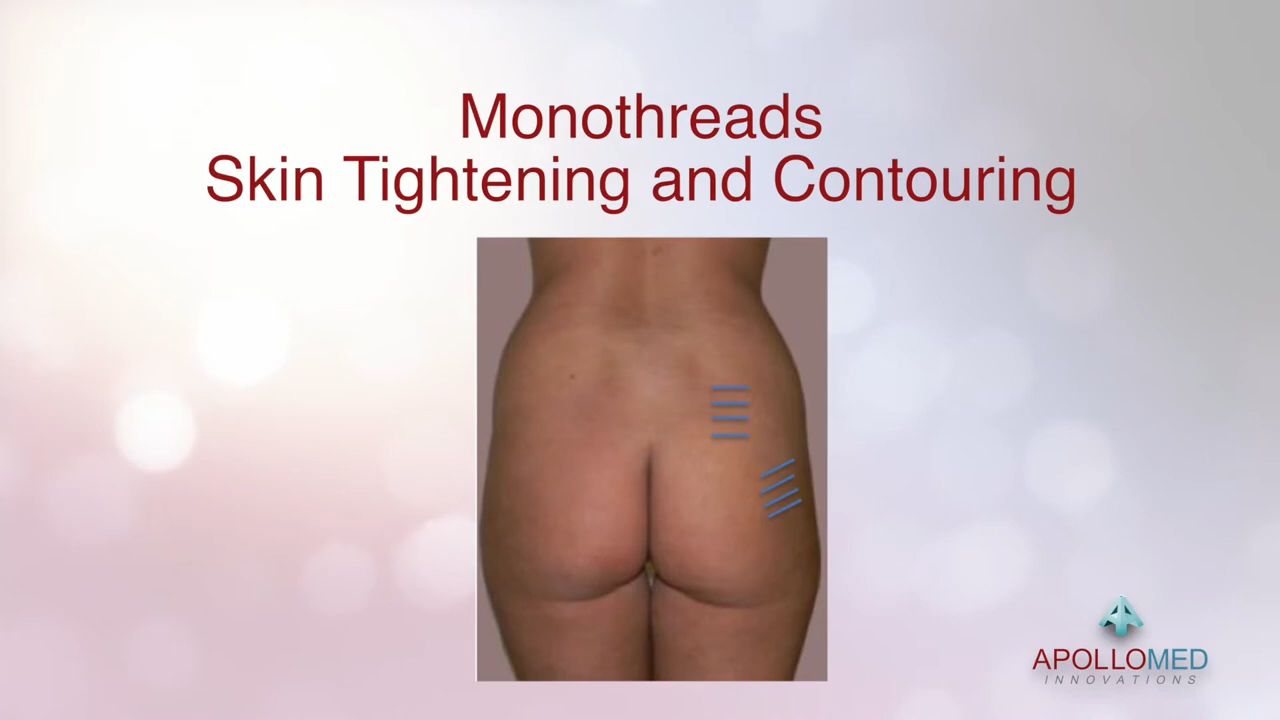 Monothreads
Skin Tightening and Contouring
APOLLOMED
INNOVATIONS